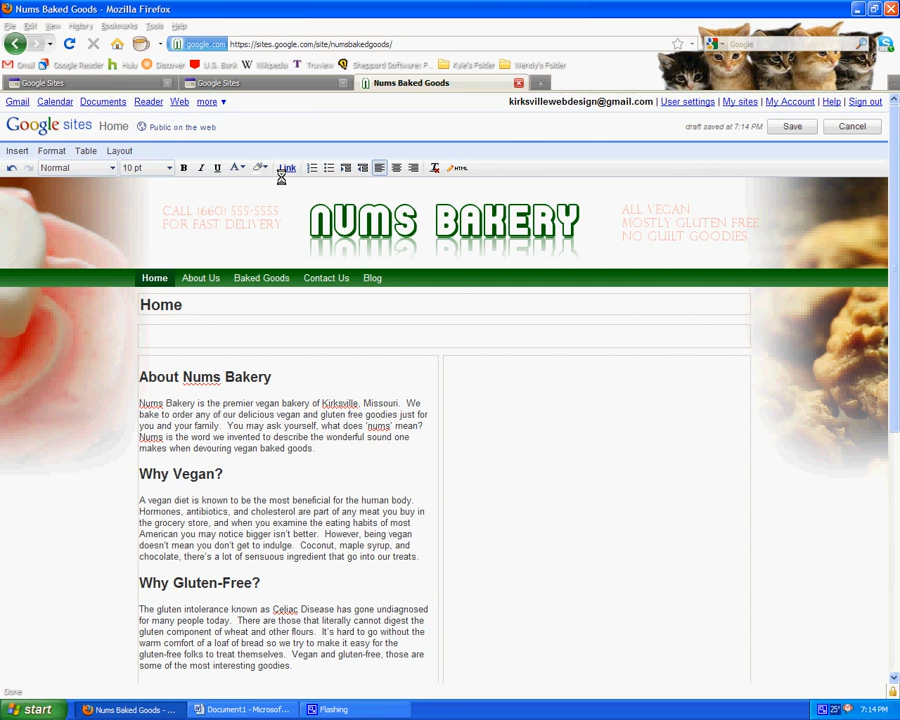 Nums Baked Goods - Mozilla Firefox
File Edit View History Bookmarks Tools Help
google.com https://sites.google.com/site/numsbakedgoods/ Google
Gmail Google Reader Hulu Discover U.S. Bank Wikipedia Truview Sheppard Software: F... Kyle's Folder Wendy's Folder
Google Sites Google Sites Nums Baked Goods
Gmail Calendar Documents Reader Web more ▼ kirksvillewebdesign@gmail.com | User settings | My sites | My Account | Help | Sign out
Google sites Home Public on the web draft saved at 7:14 PM Save Cancel
Insert Format Table Layout
Normal 10 pt B I U A Link T HTML
CALL (660) 555-5555
FOR FAST DELIVERY
NUMS BAKERY
ALL VEGAN
MOSTLY GLUTEN FREE
NO GUILT GOODIES
Home About Us Baked Goods Contact Us Blog
Home
About Nums Bakery
Nums Bakery is the premier vegan bakery of Kirksville, Missouri. We
bake to order any of our delicious vegan and gluten free goodies just for
you and your family. You may ask yourself, what does 'nums' mean?
Nums is the word we invented to describe the wonderful sound one
makes when devouring vegan baked goods.
Why Vegan?
A vegan diet is known to be the most beneficial for the human body.
Hormones, antibiotics, and cholesterol are part of any meat you buy in
the grocery store, and when you examine the eating habits of most
American you may notice bigger isn't better. However, being vegan
doesn't mean you don't get to indulge. Coconut, maple syrup, and
chocolate, there's a lot of sensuous ingredient that go into our treats.
Why Gluten-Free?
The gluten intolerance known as Celiac Disease has gone undiagnosed
for many people today. There are those that literally cannot digest the
gluten component of wheat and other flours. It's hard to go without the
warm comfort of a loaf of bread so we try to make it easy for the
gluten-free folks to treat themselves. Vegan and gluten-free, those are
some of the most interesting goodies.
Done
start Nums Baked Goods - ... Document1 - Microsof... Flashing 25° 7:14 PM